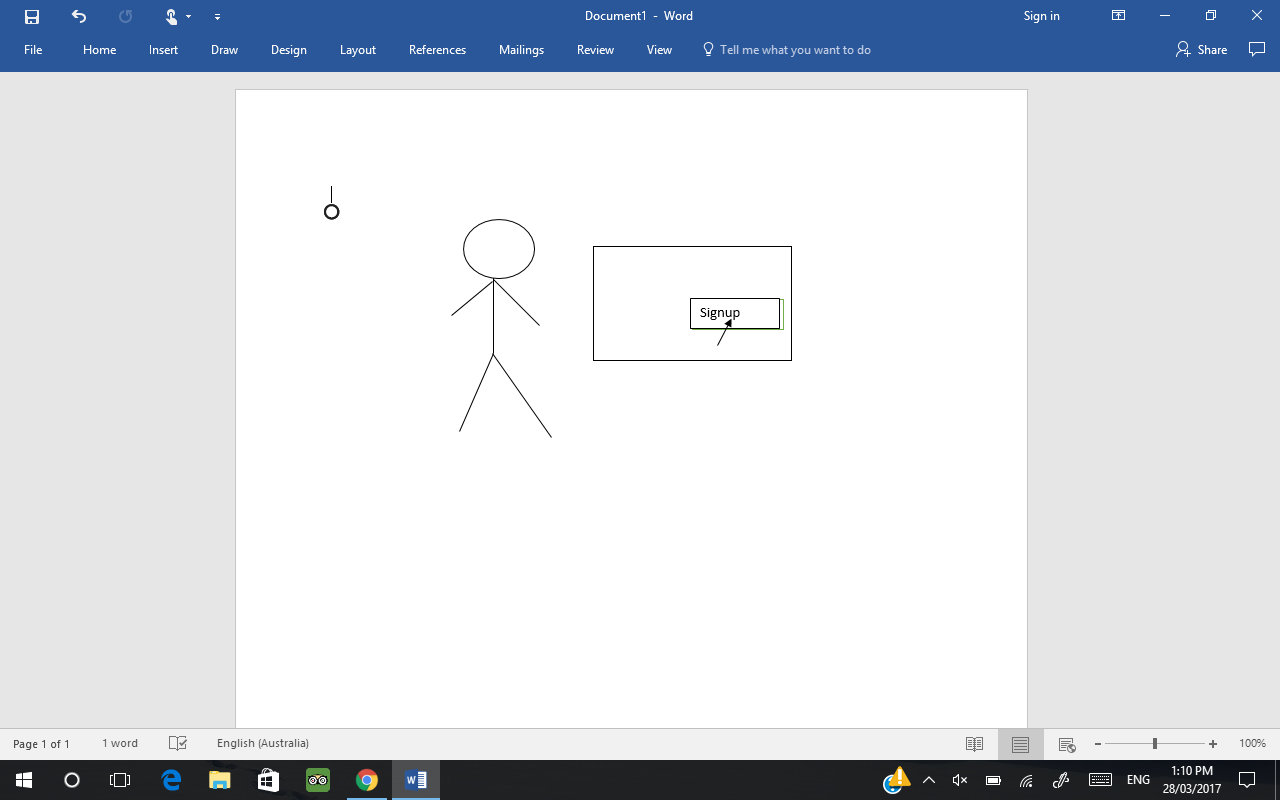 Document1 - Word
Sign in
File Home Insert Draw Design Layout References Mailings Review View Tell me what you want to do Share
Signup
Page 1 of 1 1 word English (Australia) 100%
ENG
1:10 PM
28/03/2017